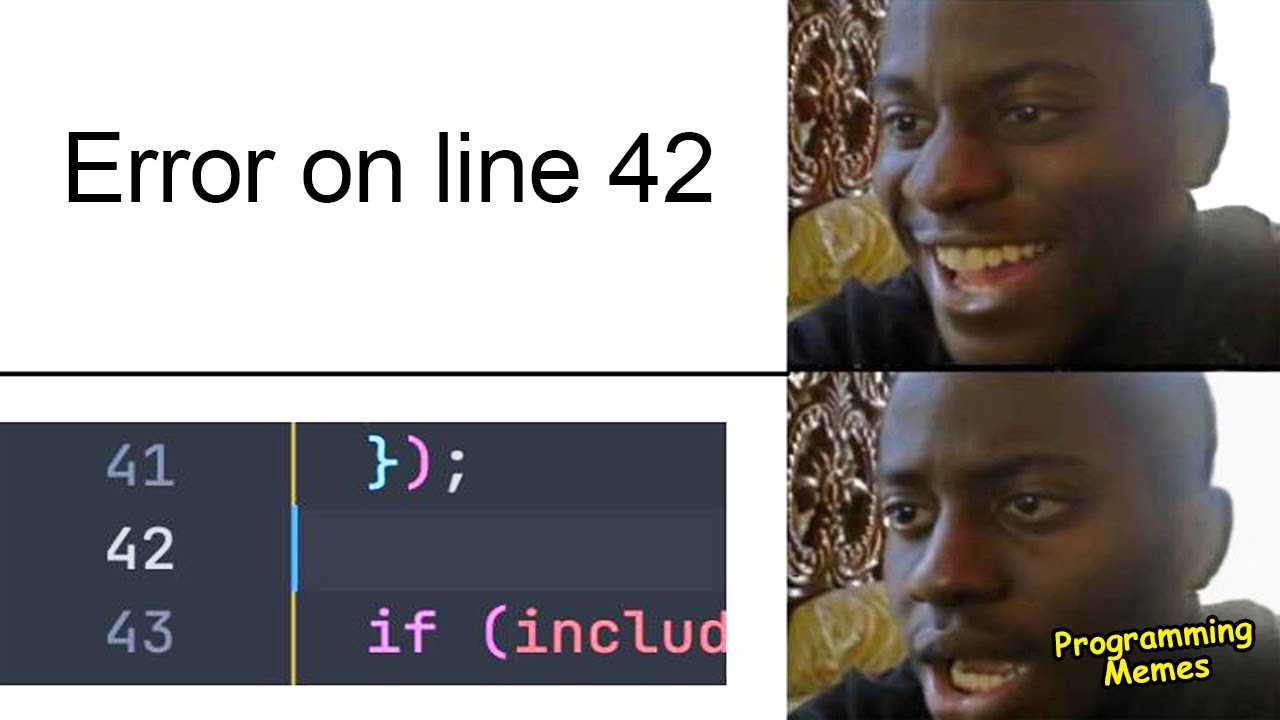 Error on line 42
41 });
42
43 if (includ
Programming
Memes